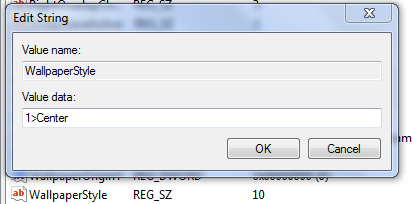 Edit String
Value name:
WallpaperStyle
Value data:
1>Center
OK
Cancel
WallpaperStyle REG_SZ 10